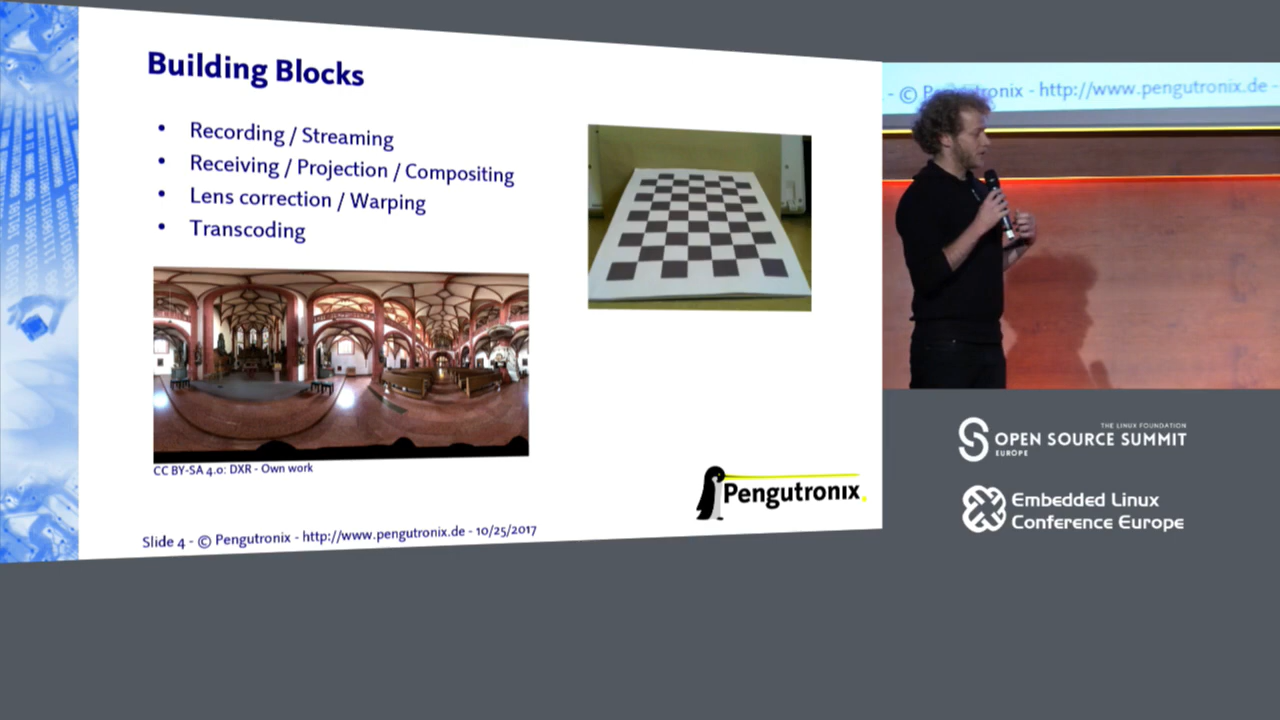 Building Blocks
• Recording / Streaming
• Receiving / Projection / Compositing
• Lens correction / Warping
• Transcoding
CC BY-SA 4.0: DXR - Own work
Pengutronix
Slide 4 - © Pengutronix - http://www.pengutronix.de - 10/25/2017
- © Pengutronix - http://www.pengutronix.de -
THE LINUX FOUNDATION
OPEN SOURCE SUMMIT
EUROPE
Embedded Linux
Conference Europe